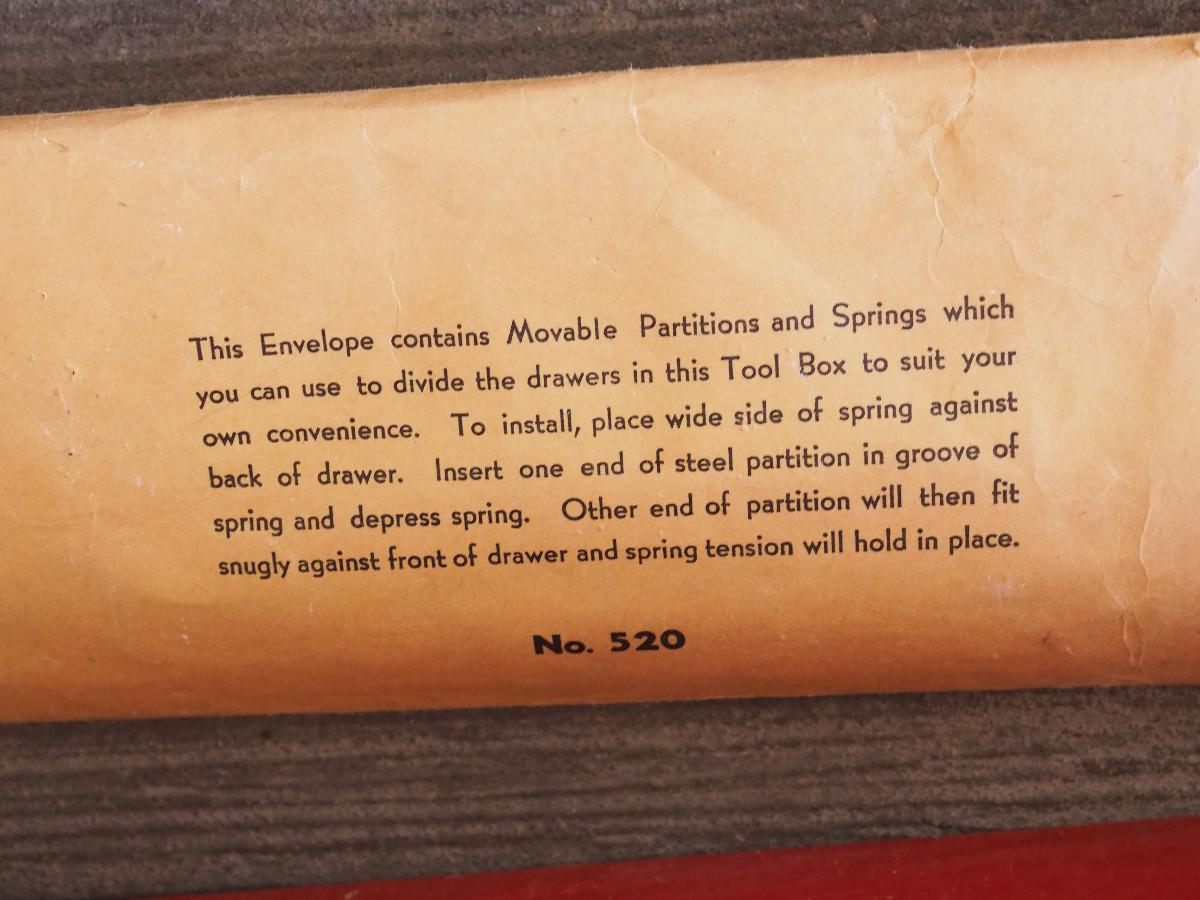 This Envelope contains Movable Partitions and Springs which
you can use to divide the drawers in this Tool Box to suit your
own convenience. To install, place wide side of spring against
back of drawer. Insert one end of steel partition in groove of
spring and depress spring. Other end of partition will then fit
snugly against front of drawer and spring tension will hold in place.
No. 520